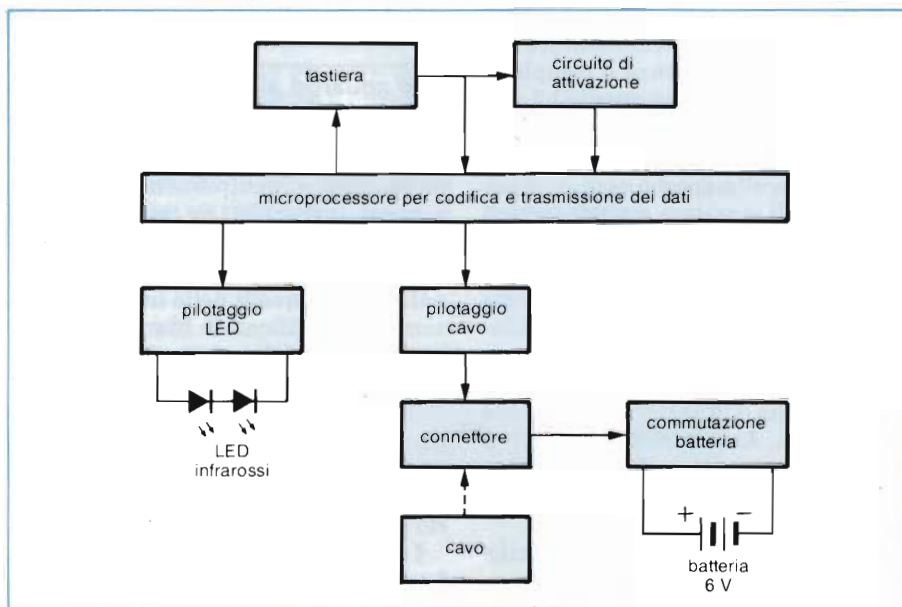 tastiera
circuito di
attivazione
microprocessore per codifica e trasmissione dei dati
pilotaggio
LED
pilotaggio
cavo
LED
infrarossi
connettore
commutazione
batteria
+ −
cavo
batteria
6 V